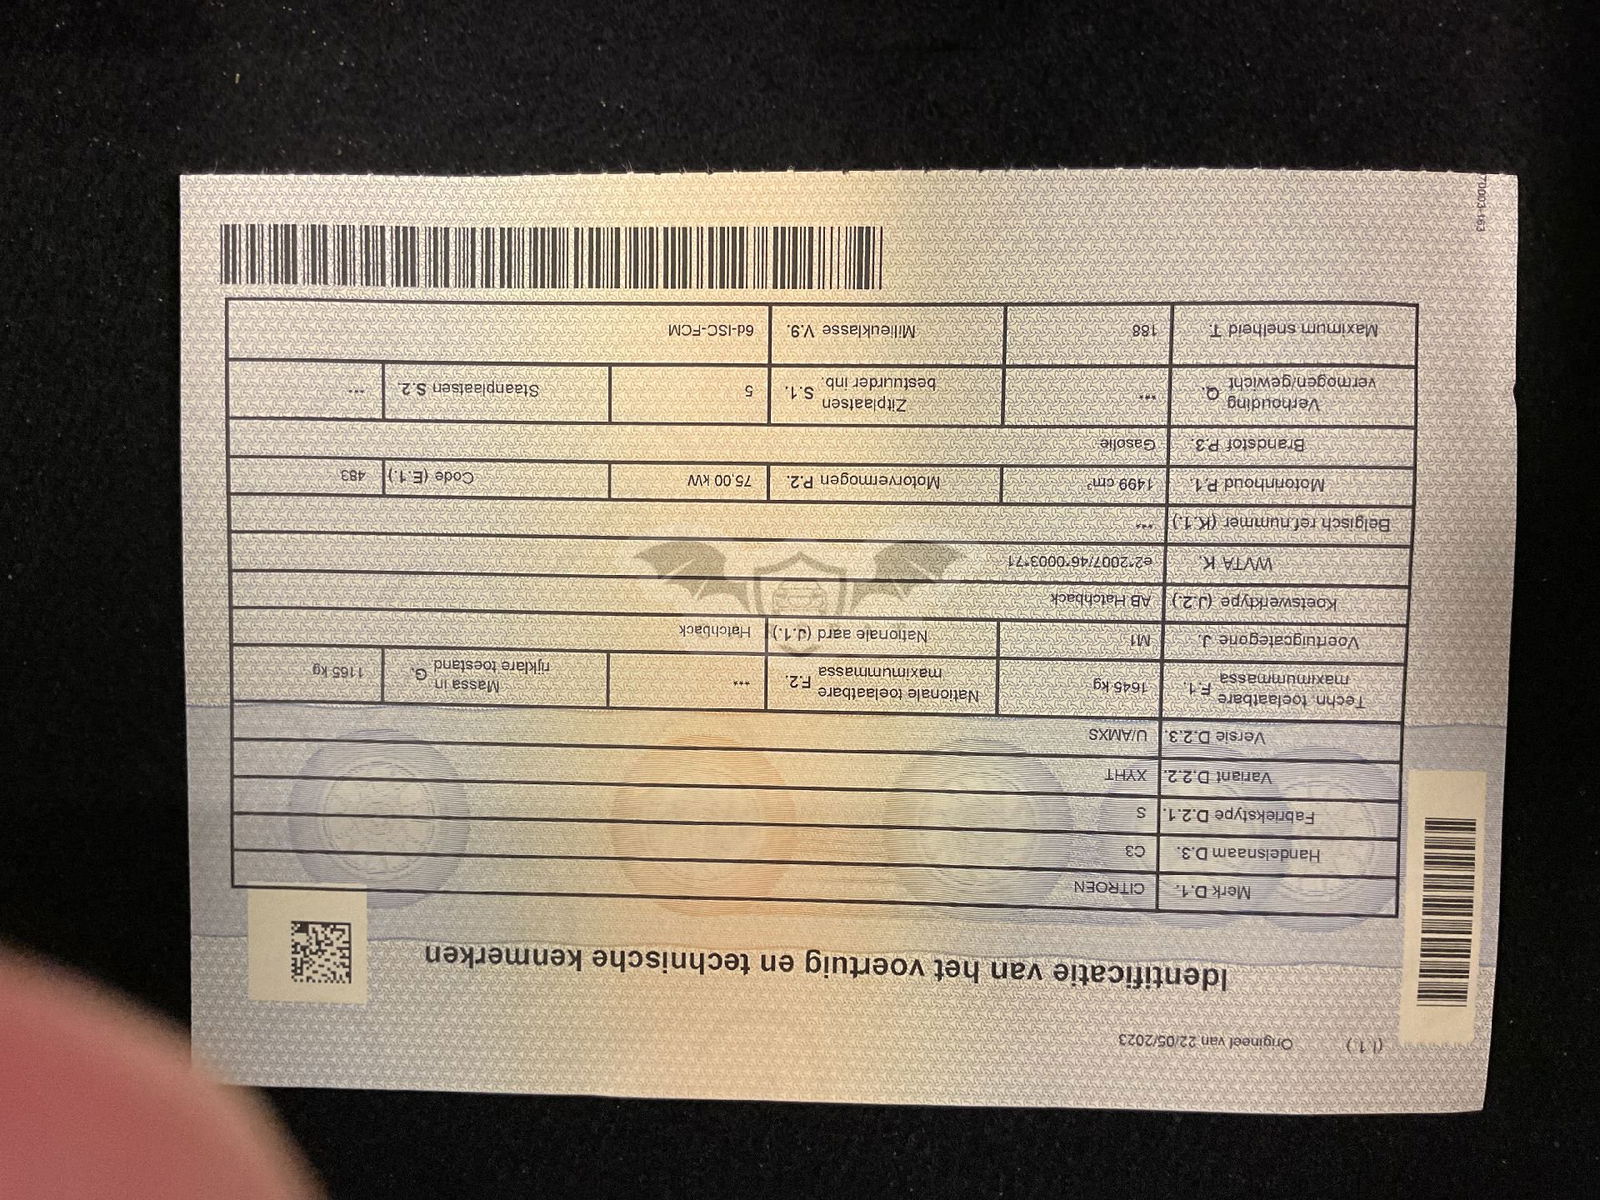 (I.1.) Origineel van 22/05/2023
Identificatie van het voertuig en technische kenmerken
Merk D.1. CITROEN
Handelsnaam D.3. C3
Fabriekstype D.2.1. S
Variant D.2.2. XYHT
Versie D.2.3. U/AMXS
Techn. toelaatbare maximummassa F.1. 1645 kg Nationale toelaatbare maximummassa F.2. *** Massa in rijklare toestand G. 1165 kg
Voertuigcategorie J. M1 Nationale aard (J.1.) Hatchback
Koetswerktype (J.2.) AB Hatchback
WVTA K. e2*2007/46*0003*71
Belgisch ref.nummer (K.1.) ***
Motorinhoud P.1. 1499 cm³ Motorvermogen P.2. 75,00 kW Code (E.1.) 483
Brandstof P.3. Gasolie
Verhouding vermogen/gewicht Q. *** Zitplaatsen bestuurder inb. S.1. 5 Staanplaatsen S.2. ***
Maximum snelheid T. 188 Milieuklasse V.9. 6d-ISC-FCM